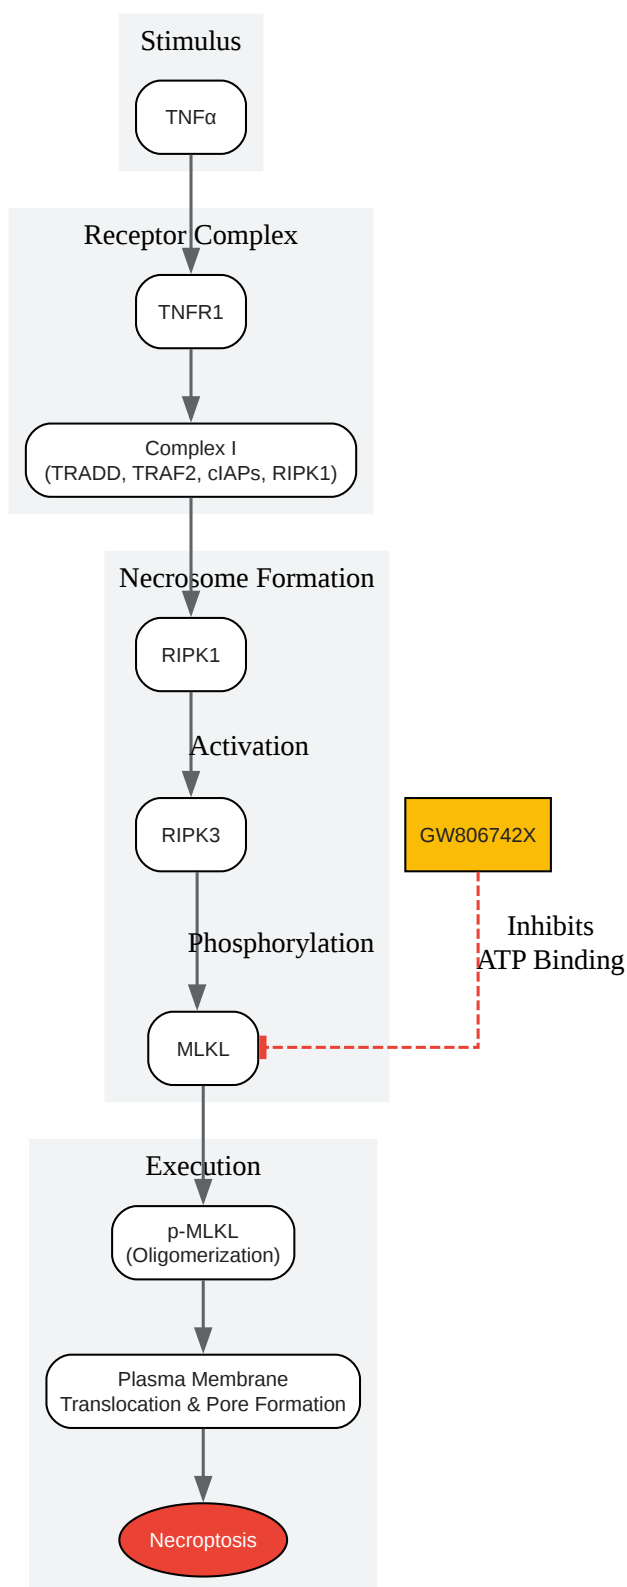 Stimulus
TNFα
Receptor Complex
TNFR1
Complex I
(TRADD, TRAF2, cIAPs, RIPK1)
Necrosome Formation
RIPK1
Activation
RIPK3
GW806742X
Inhibits
ATP Binding
Phosphorylation
MLKL
Execution
p-MLKL
(Oligomerization)
Plasma Membrane
Translocation & Pore Formation
Necroptosis